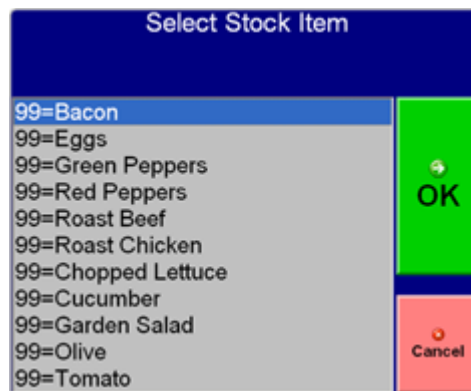 Select Stock Item
99=Bacon
99=Eggs
99=Green Peppers
99=Red Peppers
99=Roast Beef
99=Roast Chicken
99=Chopped Lettuce
99=Cucumber
99=Garden Salad
99=Olive
99=Tomato
OK
Cancel